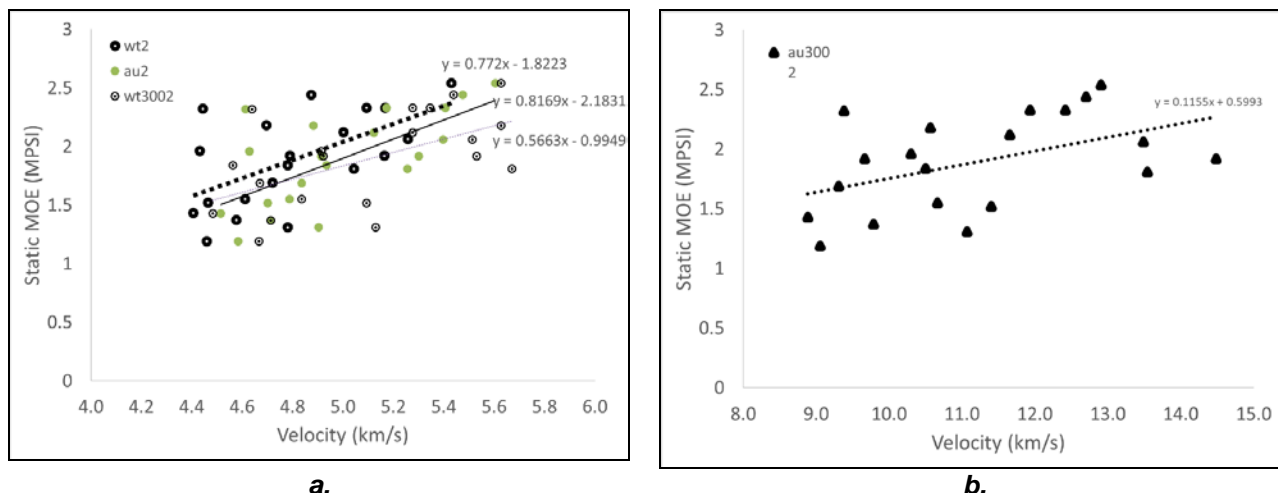 3
2.5
2
1.5
1
0.5
0
Static MOE (MPSI)
wt2
au2
wt3002
y = 0.772x - 1.8223
y = 0.8169x - 2.1831
y = 0.5663x - 0.9949
4.0 4.2 4.4 4.6 4.8 5.0 5.2 5.4 5.6 5.8 6.0
Velocity (km/s)
a.
3
2.5
2
1.5
1
0.5
0
Static MOE (MPSI)
au300
2
y = 0.1155x + 0.5993
8.0 9.0 10.0 11.0 12.0 13.0 14.0 15.0
Velocity (km/s)
b.